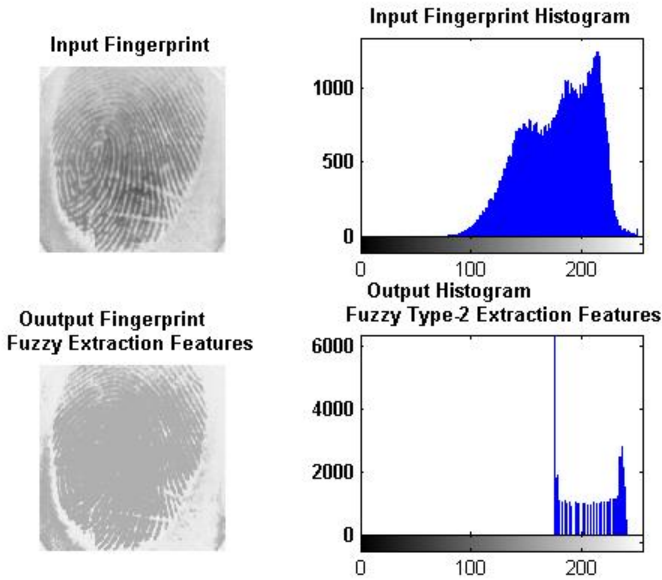 Input Fingerprint
Input Fingerprint Histogram
1000
500
0
0 100 200
Ouutput Fingerprint
Fuzzy Extraction Features
Output Histogram
Fuzzy Type-2 Extraction Features
6000
4000
2000
0
0 100 200